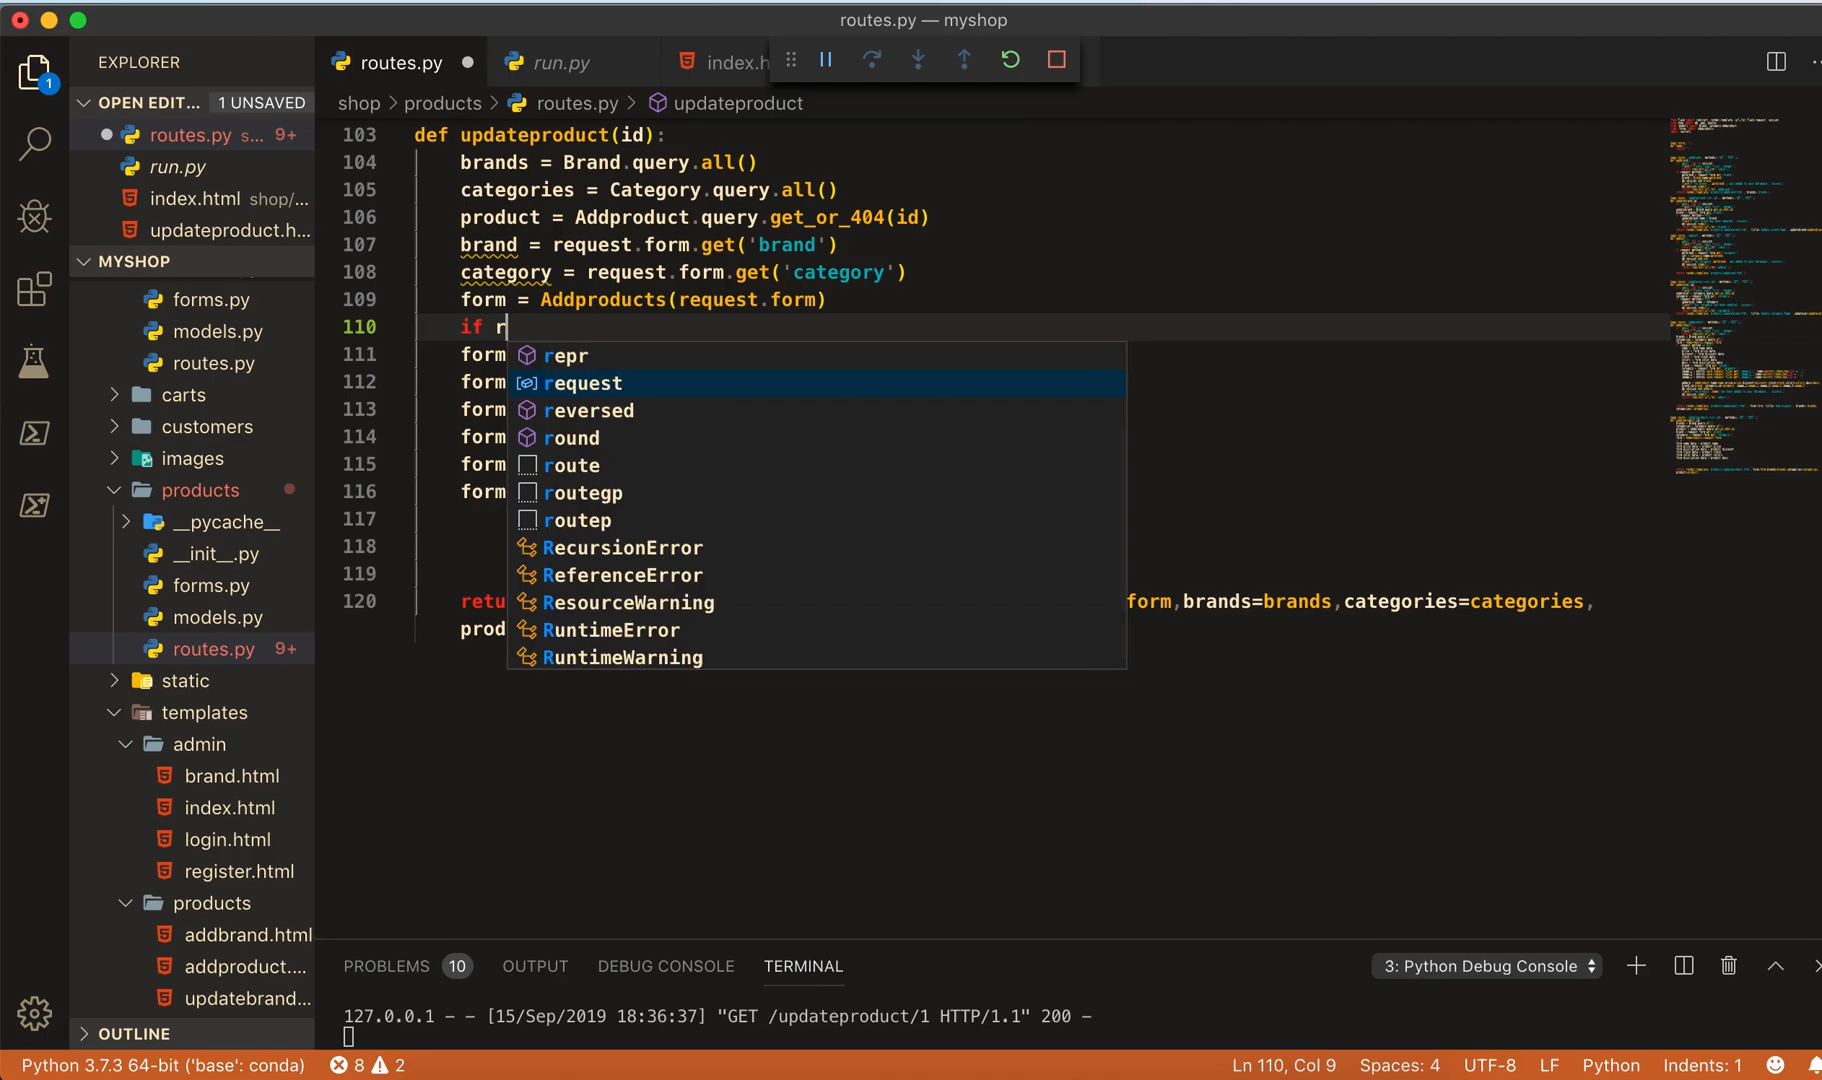 routes.py — myshop
EXPLORER
routes.py
run.py
index.h
1
OPEN EDIT... 1 UNSAVED
routes.py s... 9+
run.py
index.html shop/...
updateproduct.h...
MYSHOP
forms.py
models.py
routes.py
carts
customers
images
products
__pycache__
__init__.py
forms.py
models.py
routes.py 9+
static
templates
admin
brand.html
index.html
login.html
register.html
products
addbrand.html
addproduct....
updatebrand...
OUTLINE
shop > products > routes.py > updateproduct
103 def updateproduct(id):
104 brands = Brand.query.all()
105 categories = Category.query.all()
106 product = Addproduct.query.get_or_404(id)
107 brand = request.form.get('brand')
108 category = request.form.get('category')
109 form = Addproducts(request.form)
110 if r
111 form
112 form
113 form
114 form
115 form
116 form
117
118
119
120 retu form,brands=brands,categories=categories,
prod
repr
request
reversed
round
route
routegp
routep
RecursionError
ReferenceError
ResourceWarning
RuntimeError
RuntimeWarning
PROBLEMS 10 OUTPUT DEBUG CONSOLE TERMINAL 3: Python Debug Console
127.0.0.1 - - [15/Sep/2019 18:36:37] "GET /updateproduct/1 HTTP/1.1" 200 -
Python 3.7.3 64-bit ('base': conda) 8 2 Ln 110, Col 9 Spaces: 4 UTF-8 LF Python Indents: 1